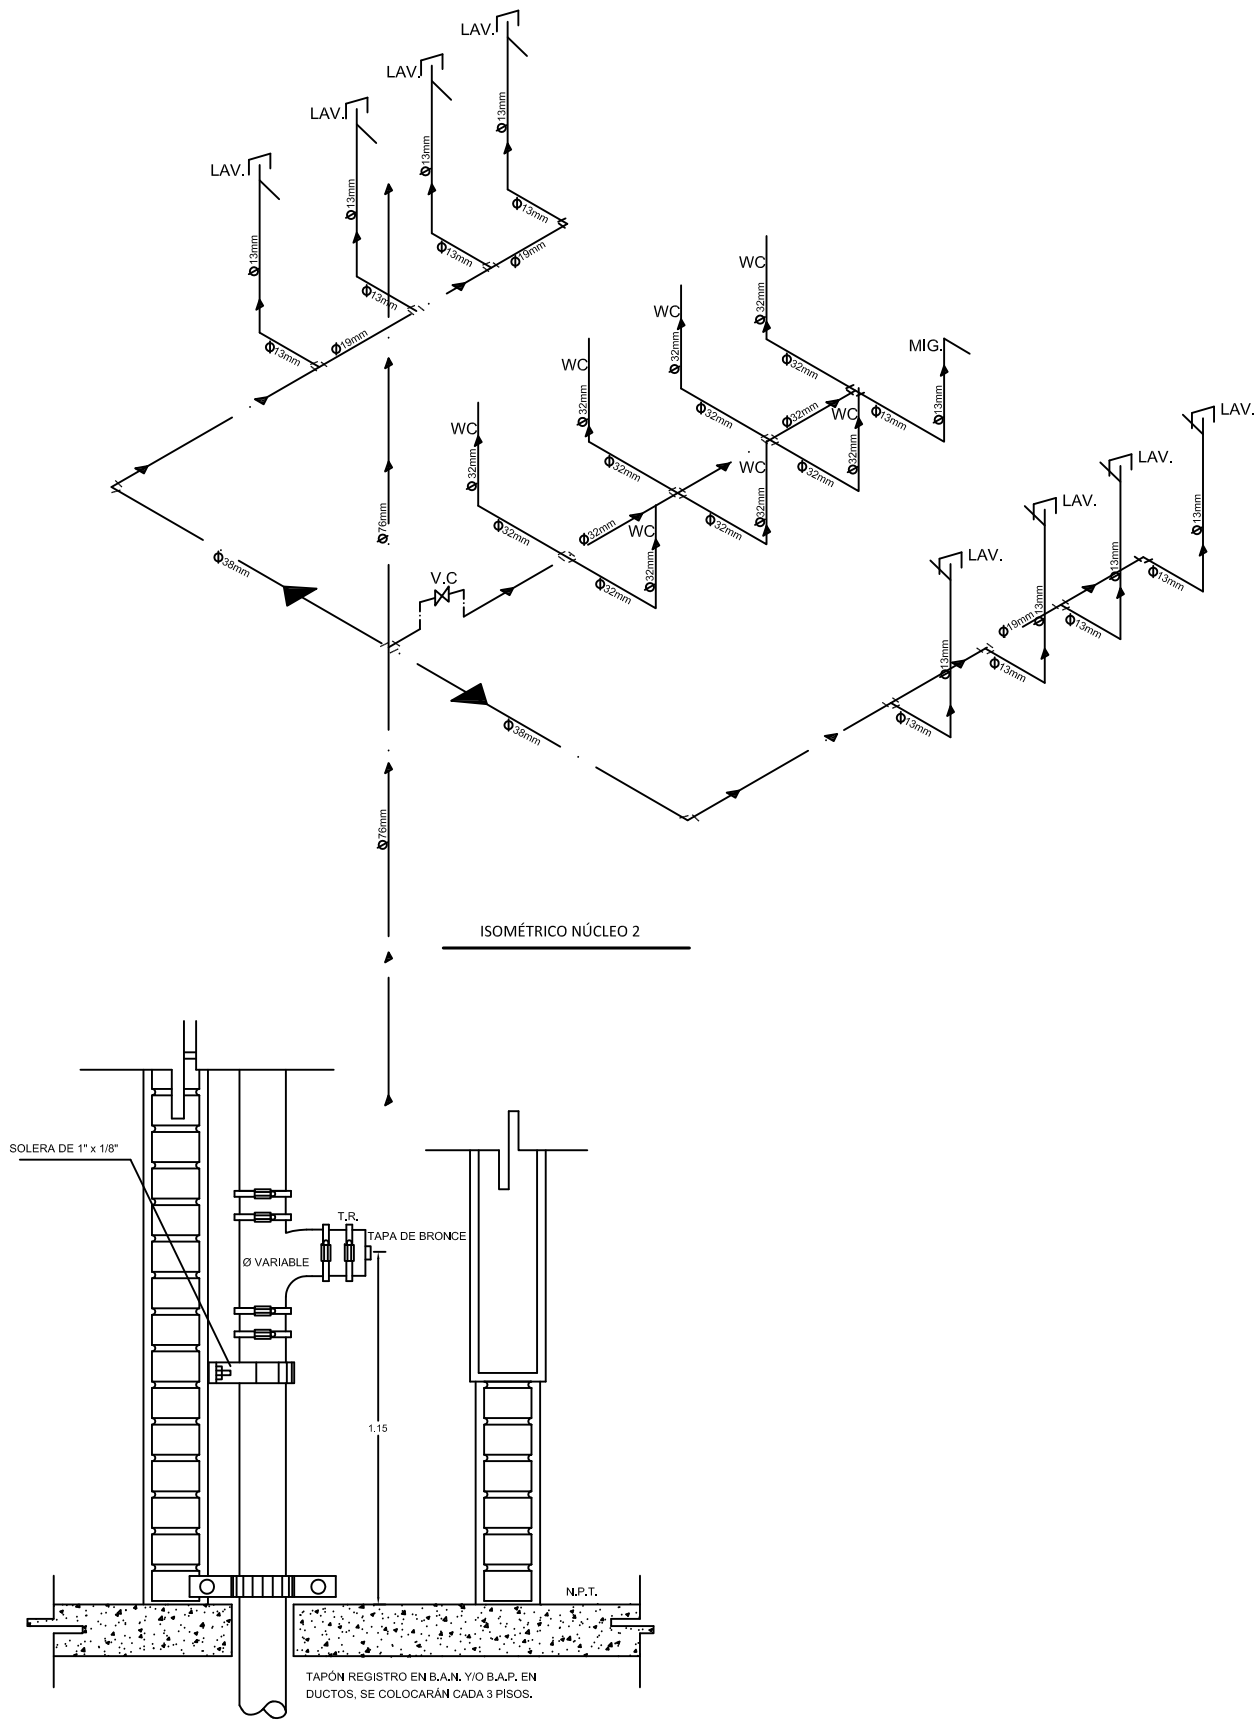 LAV.
LAV.
LAV.
LAV.
Ø13mm
Ø13mm
Ø13mm
Ø13mm
Ø13mm
Ø13mm
Ø13mm
Ø13mm
Ø19mm
Ø19mm
WC
WC
WC
WC
Ø32mm
Ø32mm
Ø32mm
Ø32mm
Ø32mm
Ø32mm
Ø32mm
Ø32mm
Ø32mm
Ø32mm
MIG.
Ø13mm
Ø13mm
WC
WC
WC
Ø32mm
Ø32mm
Ø32mm
Ø32mm
Ø32mm
Ø32mm
LAV.
LAV.
LAV.
LAV.
Ø13mm
Ø13mm
Ø13mm
Ø13mm
Ø13mm
Ø13mm
Ø13mm
Ø13mm
Ø19mm
Ø76mm
Ø38mm
V.C
Ø38mm
Ø76mm
ISOMÉTRICO NÚCLEO 2
SOLERA DE 1" x 1/8"
T.R.
TAPA DE BRONCE
Ø VARIABLE
1.15
N.P.T.
TAPÓN REGISTRO EN B.A.N. Y/O B.A.P. EN
DUCTOS, SE COLOCARÁN CADA 3 PISOS.